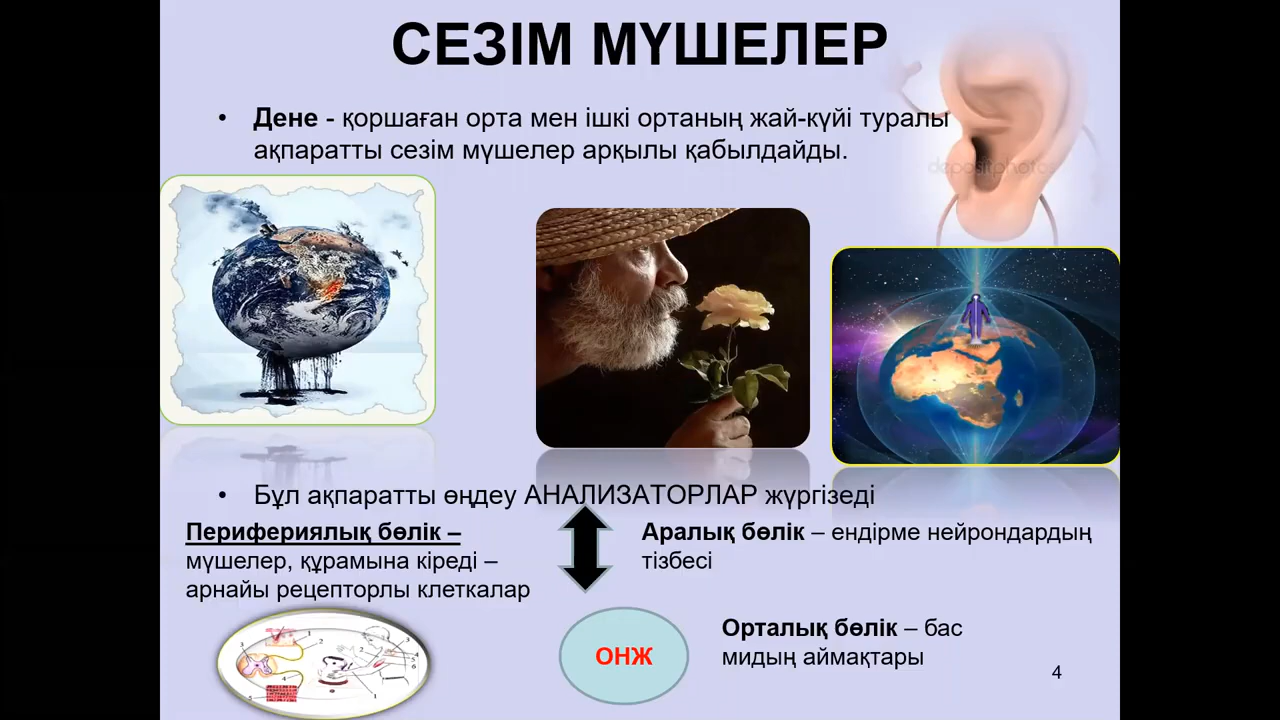 СЕЗІМ МҮШЕЛЕР
• Дене - қоршаған орта мен ішкі ортаның жай-күйі туралы
ақпаратты сезім мүшелер арқылы қабылдайды.
depositphotos
• Бұл ақпаратты өңдеу АНАЛИЗАТОРЛАР жүргізеді
Перифериялық бөлік –
мүшелер, құрамына кіреді –
арнайы рецепторлы клеткалар
Аралық бөлік – ендірме нейрондардың
тізбесі
ОНЖ
Орталық бөлік – бас
мидың аймақтары
4